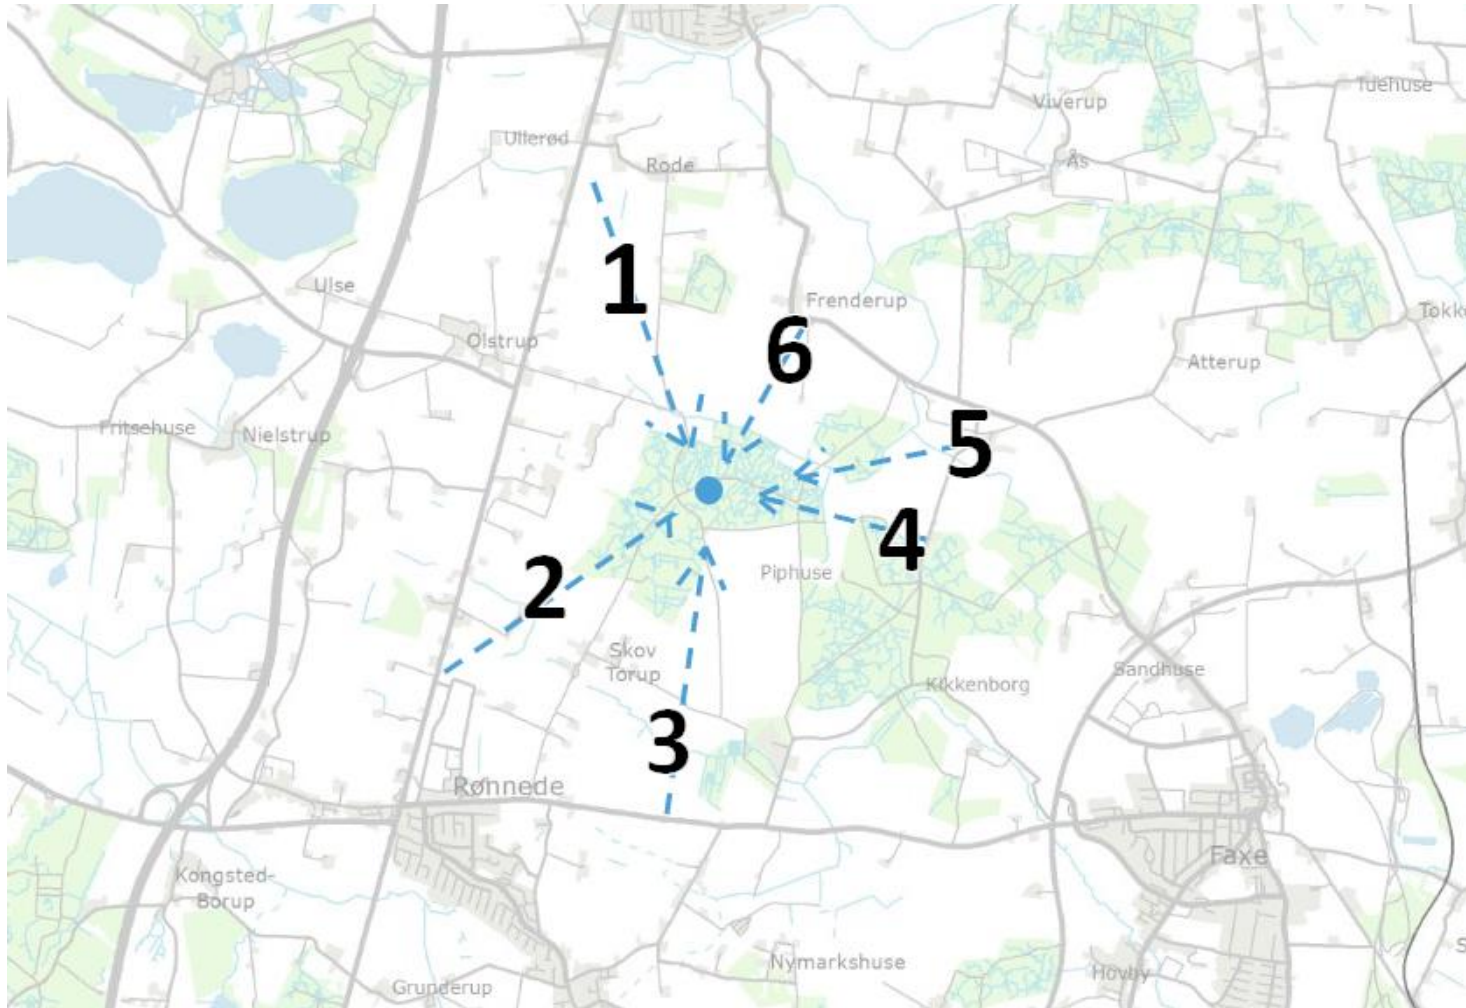 Tuehuse
Viverup
Ullerød
Rode
Ås
1
Ulse
Frenderup
Olstrup
6
Atterup
Fritsehuse
Nielstrup
5
4
2
Piphuse
Skov
Torup
Kikkenborg
Sandhuse
3
Rønnede
Faxe
Kongsted-
Borup
Nymarkshuse
Hovby
Grunderup